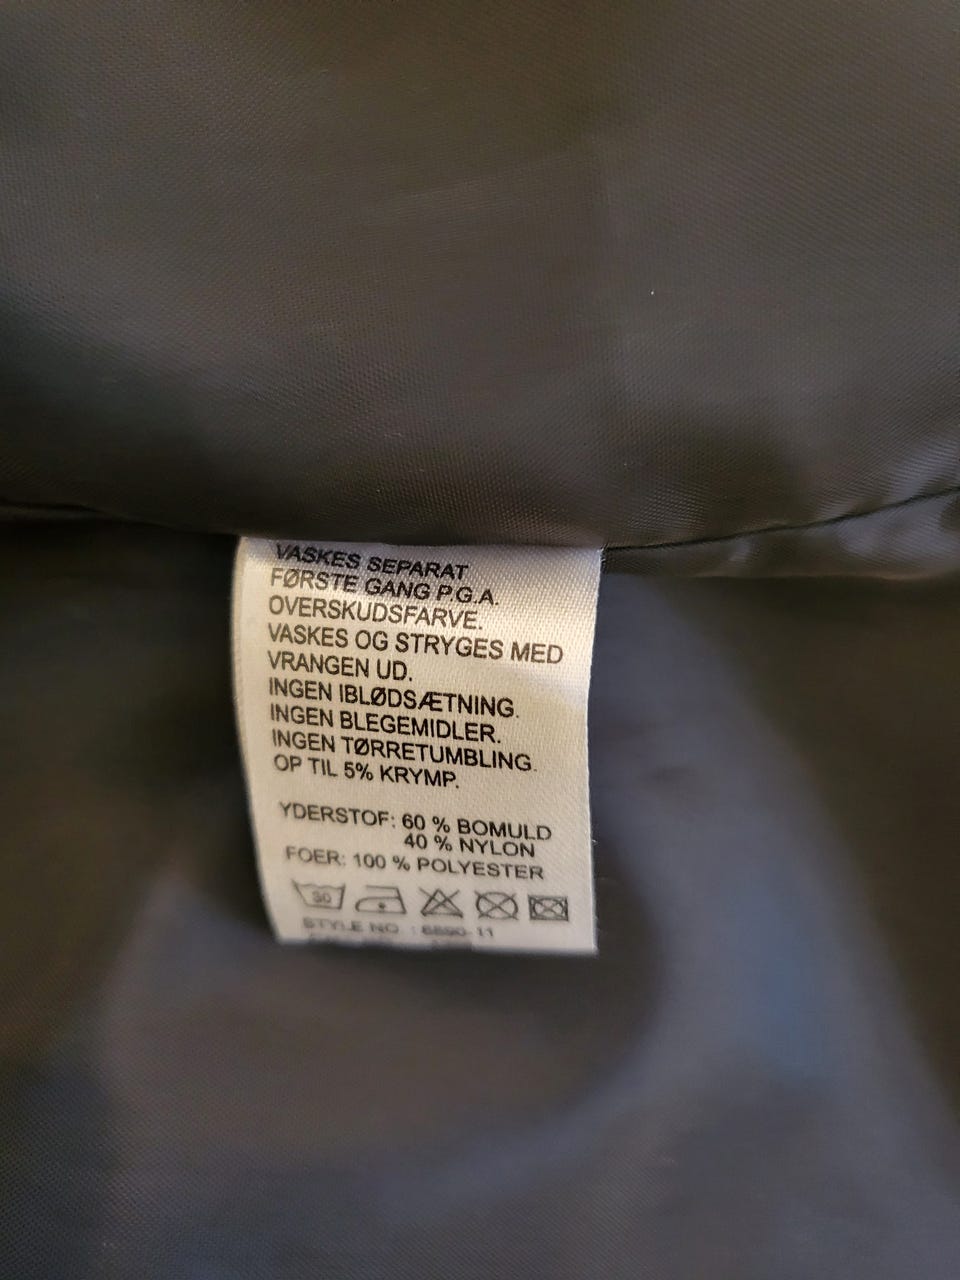 VASKES SEPARAT
FØRSTE GANG P.G.A.
OVERSKUDSFARVE.
VASKES OG STRYGES MED
VRANGEN UD.
INGEN IBLØDSÆTNING.
INGEN BLEGEMIDLER.
INGEN TØRRETUMBLING.
OP TIL 5% KRYMP.
YDERSTOF: 60 % BOMULD
40 % NYLON
FOER: 100 % POLYESTER
30
STYLE NO. :